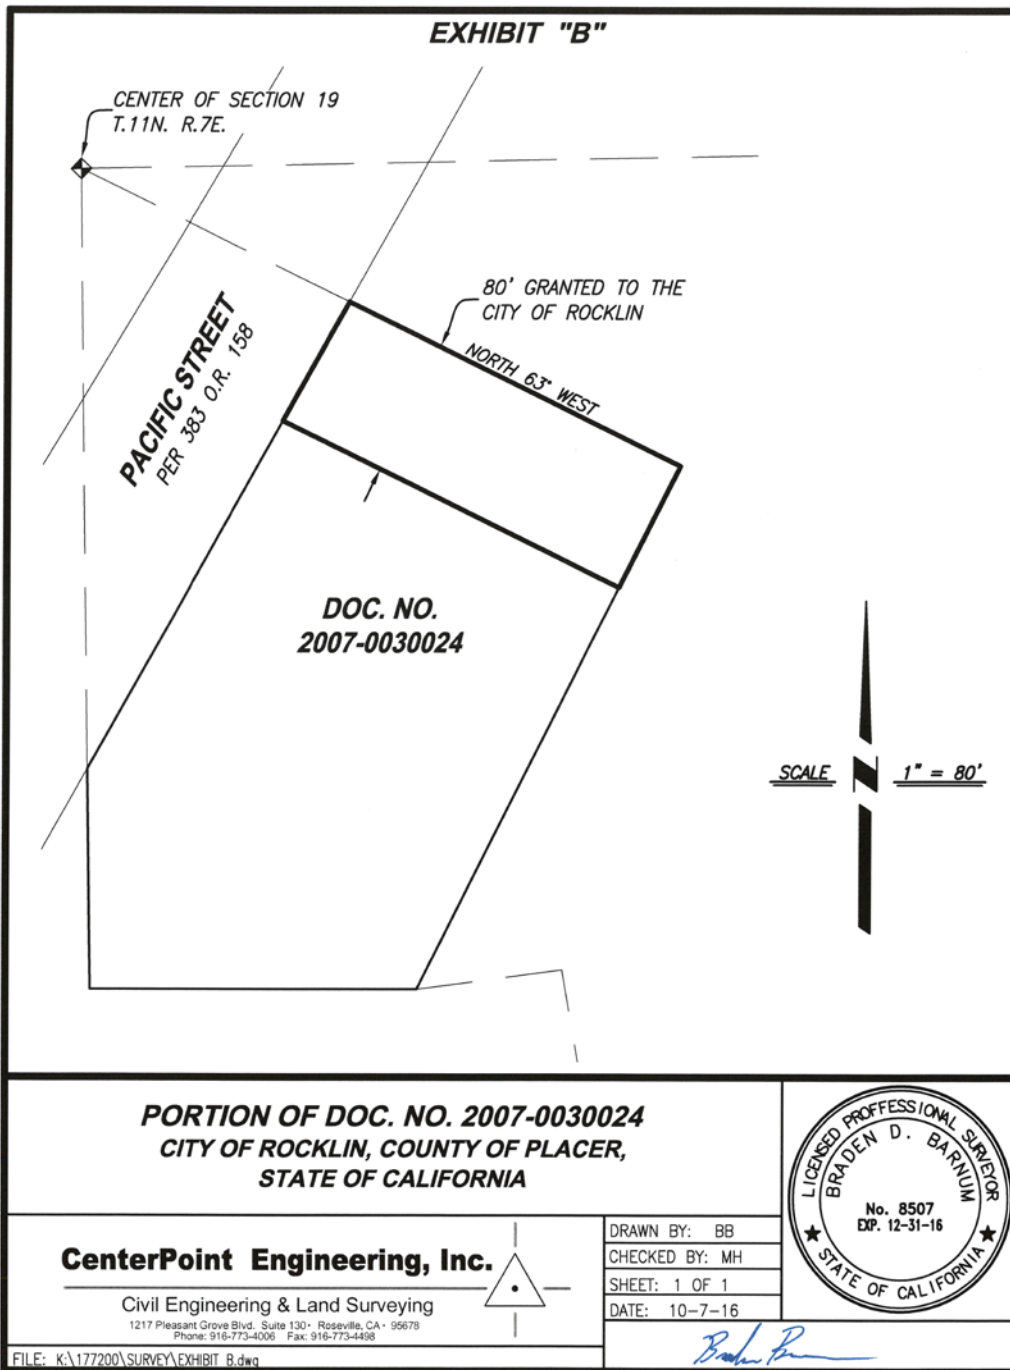 EXHIBIT "B"
CENTER OF SECTION 19
T.11N. R.7E.
80' GRANTED TO THE
CITY OF ROCKLIN
NORTH 63° WEST
PACIFIC STREET
PER 383 O.R. 158
DOC. NO.
2007-0030024
SCALE N 1" = 80'
PORTION OF DOC. NO. 2007-0030024
CITY OF ROCKLIN, COUNTY OF PLACER,
STATE OF CALIFORNIA
LICENSED PROFFESSIONAL SURVEYOR
BRADEN D. BARNUM
No. 8507
EXP. 12-31-16
STATE OF CALIFORNIA
CenterPoint Engineering, Inc.
Civil Engineering & Land Surveying
1217 Pleasant Grove Blvd. Suite 130 · Roseville, CA · 95678
Phone: 916-773-4006 Fax: 916-773-4498
DRAWN BY: BB
CHECKED BY: MH
SHEET: 1 OF 1
DATE: 10-7-16
FILE: K:\177200\SURVEY\EXHIBIT B.dwg